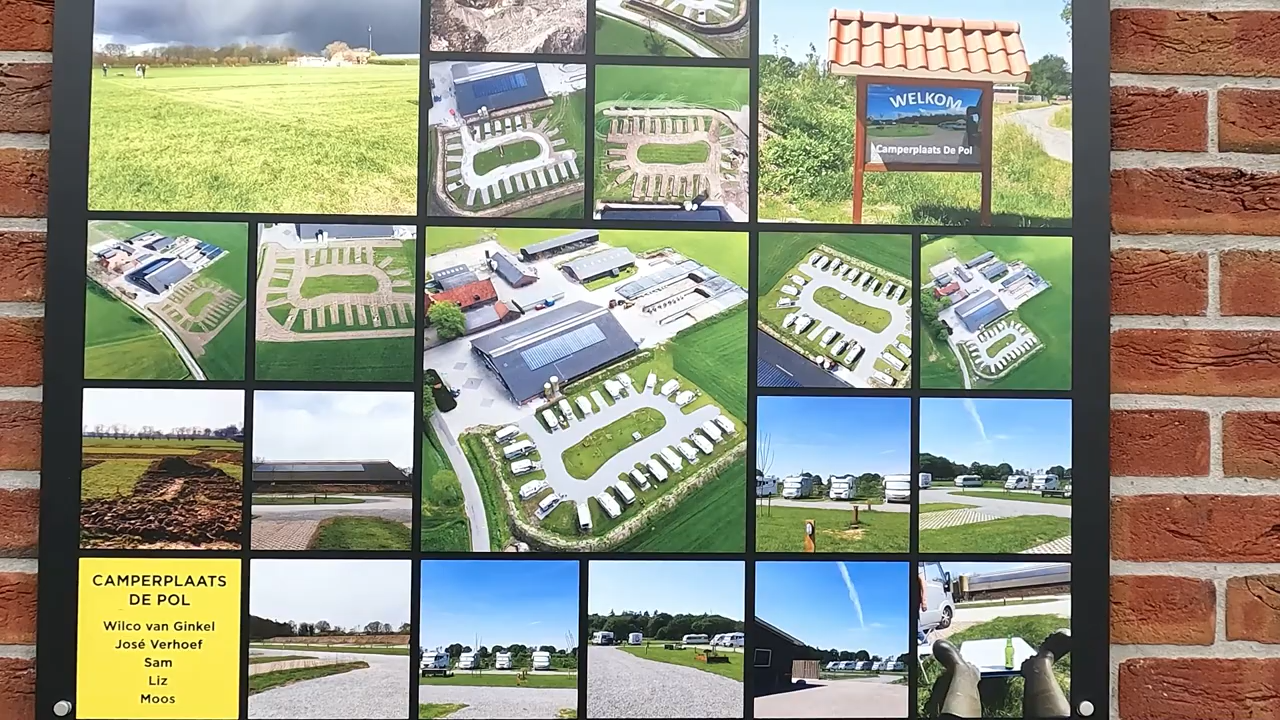 WELKOM
Camperplaats De Pol
CAMPERPLAATS
DE POL
Wilco van Ginkel
José Verhoef
Sam
Liz
Moos